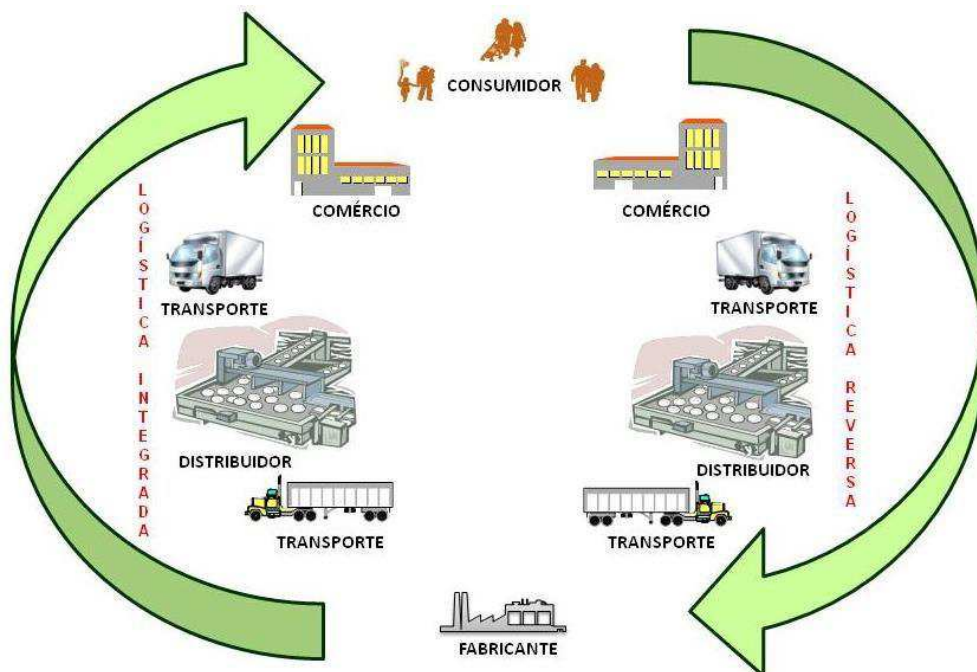 CONSUMIDOR
COMÉRCIO
COMÉRCIO
LOGÍSTICA INTEGRADA
LOGÍSTICA REVERSA
TRANSPORTE
TRANSPORTE
DISTRIBUIDOR
DISTRIBUIDOR
TRANSPORTE
TRANSPORTE
FABRICANTE